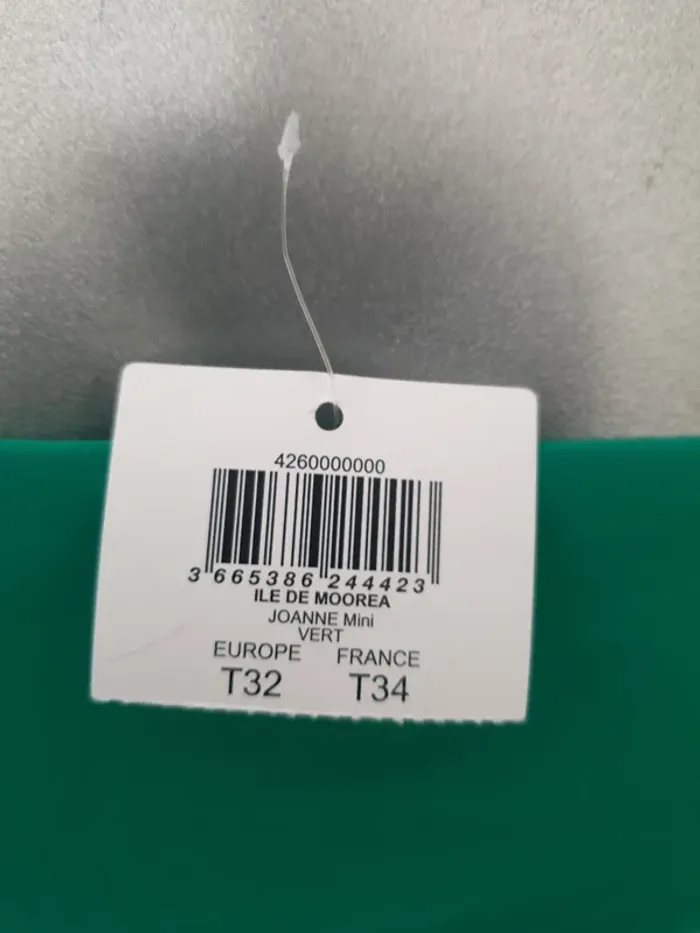 4260000000
3 665386 244423
ILE DE MOOREA
JOANNE Mini
VERT
EUROPE FRANCE
T32 T34